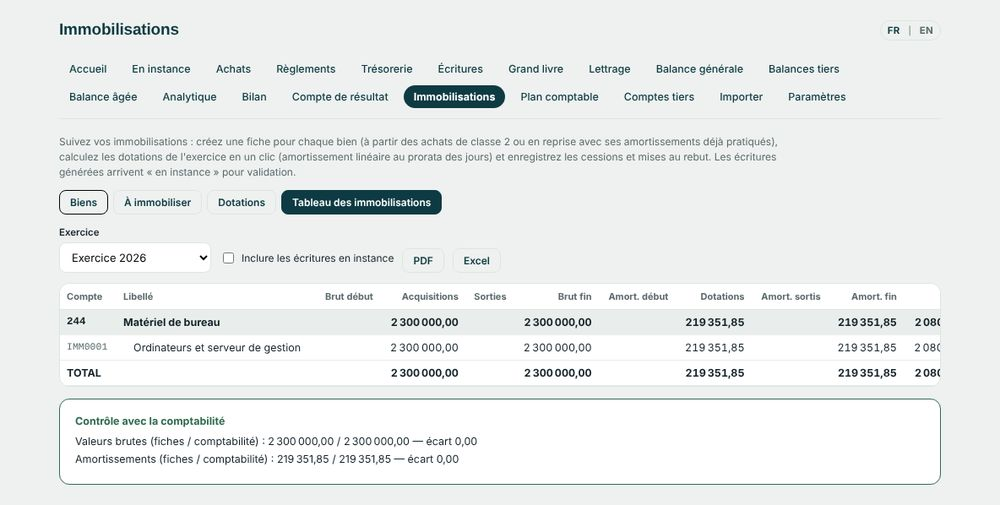 Immobilisations
FR | EN
Accueil En instance Achats Règlements Trésorerie Écritures Grand livre Lettrage Balance générale Balances tiers
Balance âgée Analytique Bilan Compte de résultat Immobilisations Plan comptable Comptes tiers Importer Paramètres
Suivez vos immobilisations : créez une fiche pour chaque bien (à partir des achats de classe 2 ou en reprise avec ses amortissements déjà pratiqués),
calculez les dotations de l'exercice en un clic (amortissement linéaire au prorata des jours) et enregistrez les cessions et mises au rebut. Les écritures
générées arrivent « en instance » pour validation.
Biens À immobiliser Dotations Tableau des immobilisations
Exercice
Exercice 2026 Inclure les écritures en instance PDF Excel
Compte Libellé Brut début Acquisitions Sorties Brut fin Amort. début Dotations Amort. sortis Amort. fin
244 Matériel de bureau 2 300 000,00 2 300 000,00 219 351,85 219 351,85 2 080
IMM0001 Ordinateurs et serveur de gestion 2 300 000,00 2 300 000,00 219 351,85 219 351,85 2 080
TOTAL 2 300 000,00 2 300 000,00 219 351,85 219 351,85 2 080
Contrôle avec la comptabilité
Valeurs brutes (fiches / comptabilité) : 2 300 000,00 / 2 300 000,00 — écart 0,00
Amortissements (fiches / comptabilité) : 219 351,85 / 219 351,85 — écart 0,00